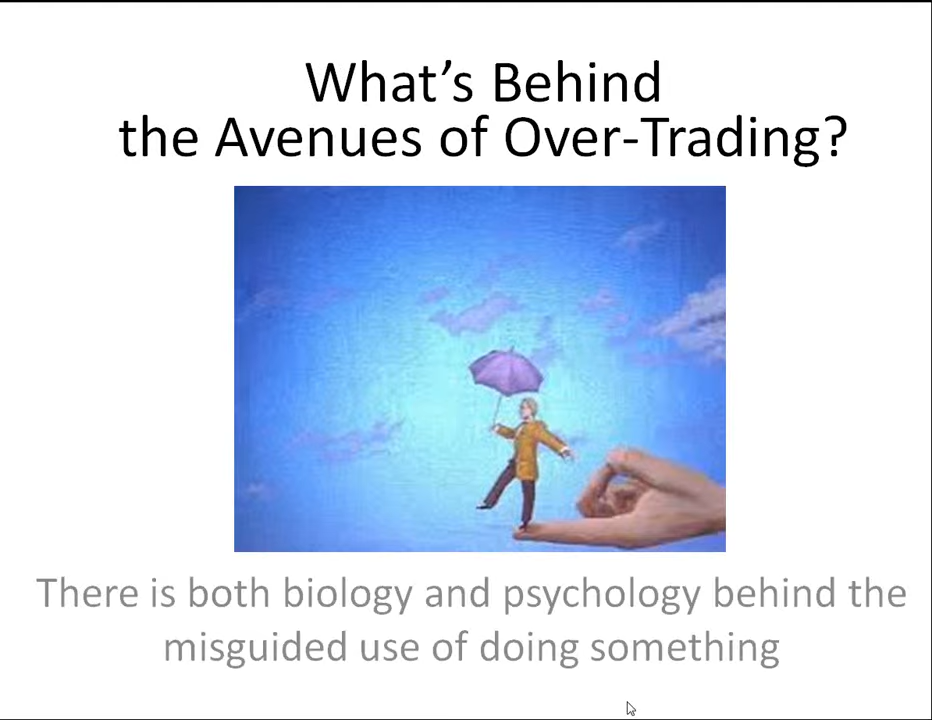 What’s Behind
the Avenues of Over-Trading?
There is both biology and psychology behind the
misguided use of doing something